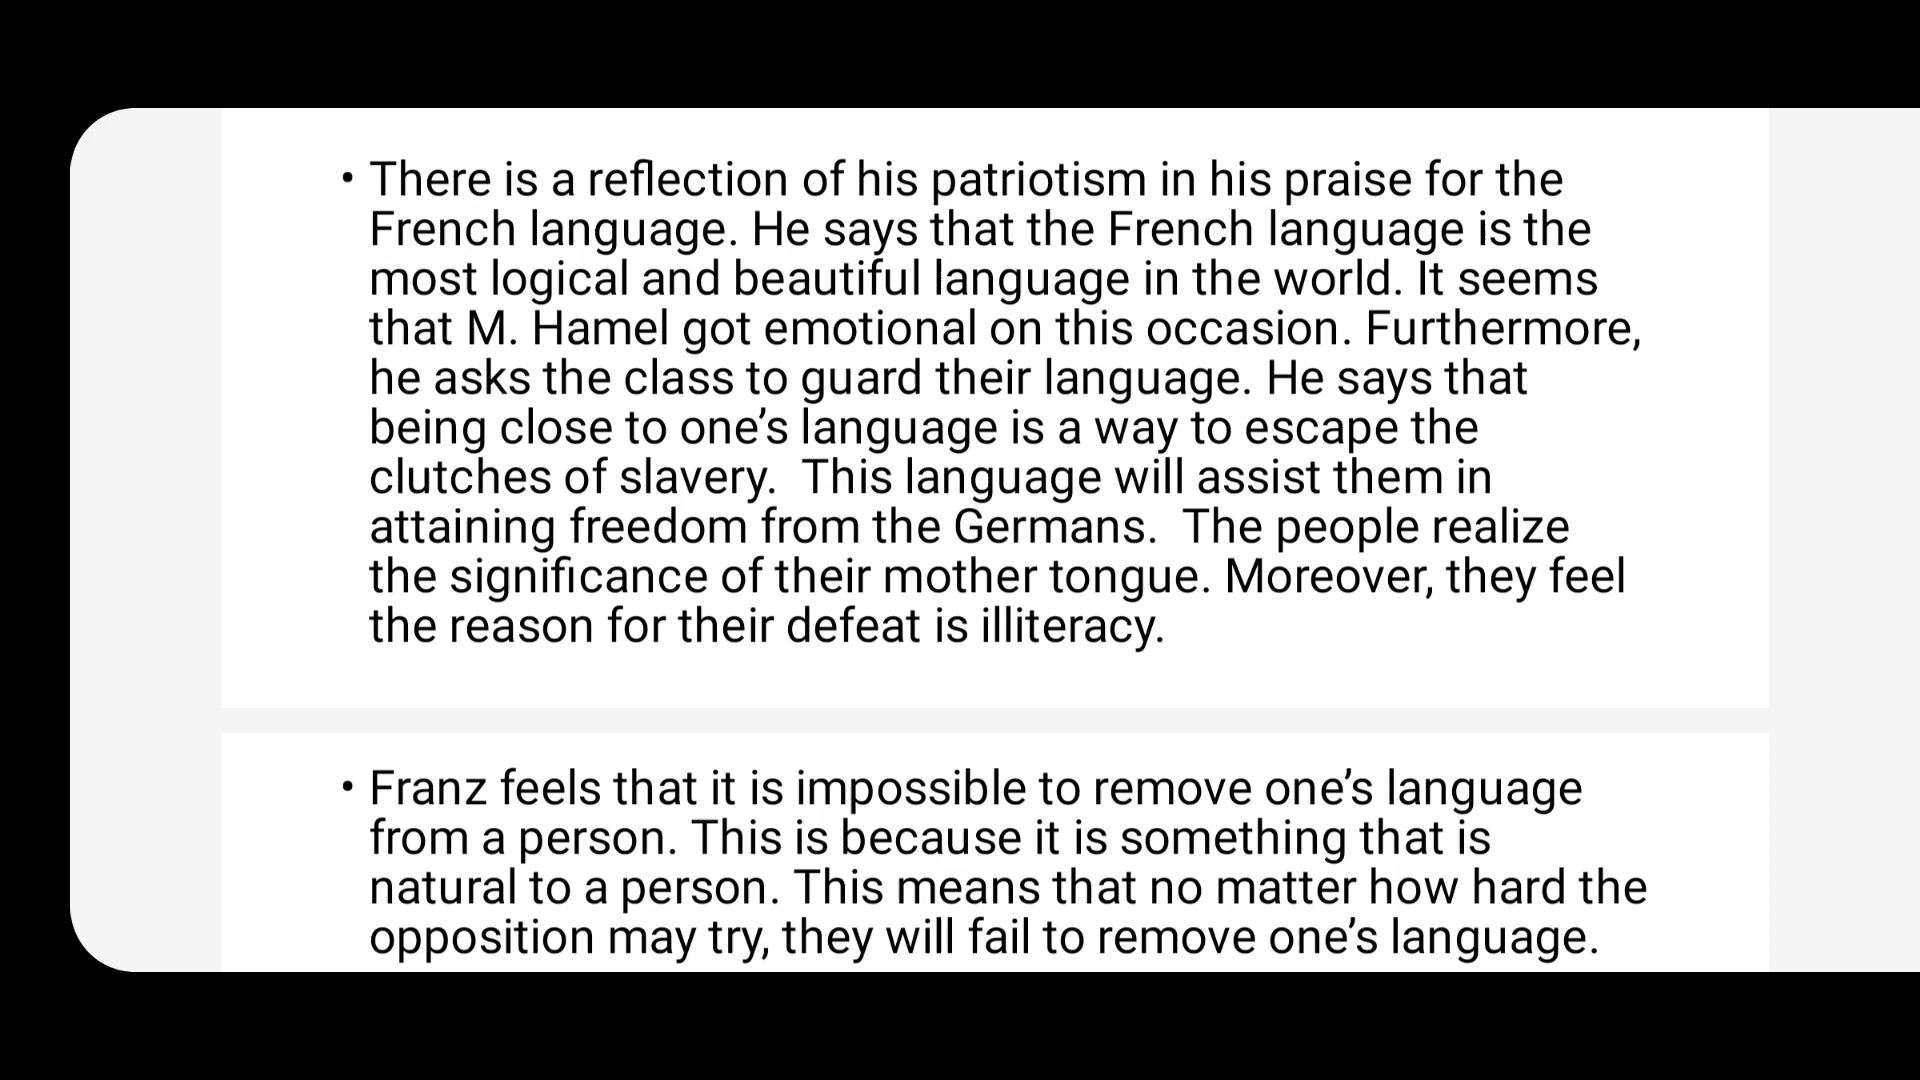 • There is a reflection of his patriotism in his praise for the
French language. He says that the French language is the
most logical and beautiful language in the world. It seems
that M. Hamel got emotional on this occasion. Furthermore,
he asks the class to guard their language. He says that
being close to one’s language is a way to escape the
clutches of slavery.  This language will assist them in
attaining freedom from the Germans.  The people realize
the significance of their mother tongue. Moreover, they feel
the reason for their defeat is illiteracy.
• Franz feels that it is impossible to remove one’s language
from a person. This is because it is something that is
natural to a person. This means that no matter how hard the
opposition may try, they will fail to remove one’s language.